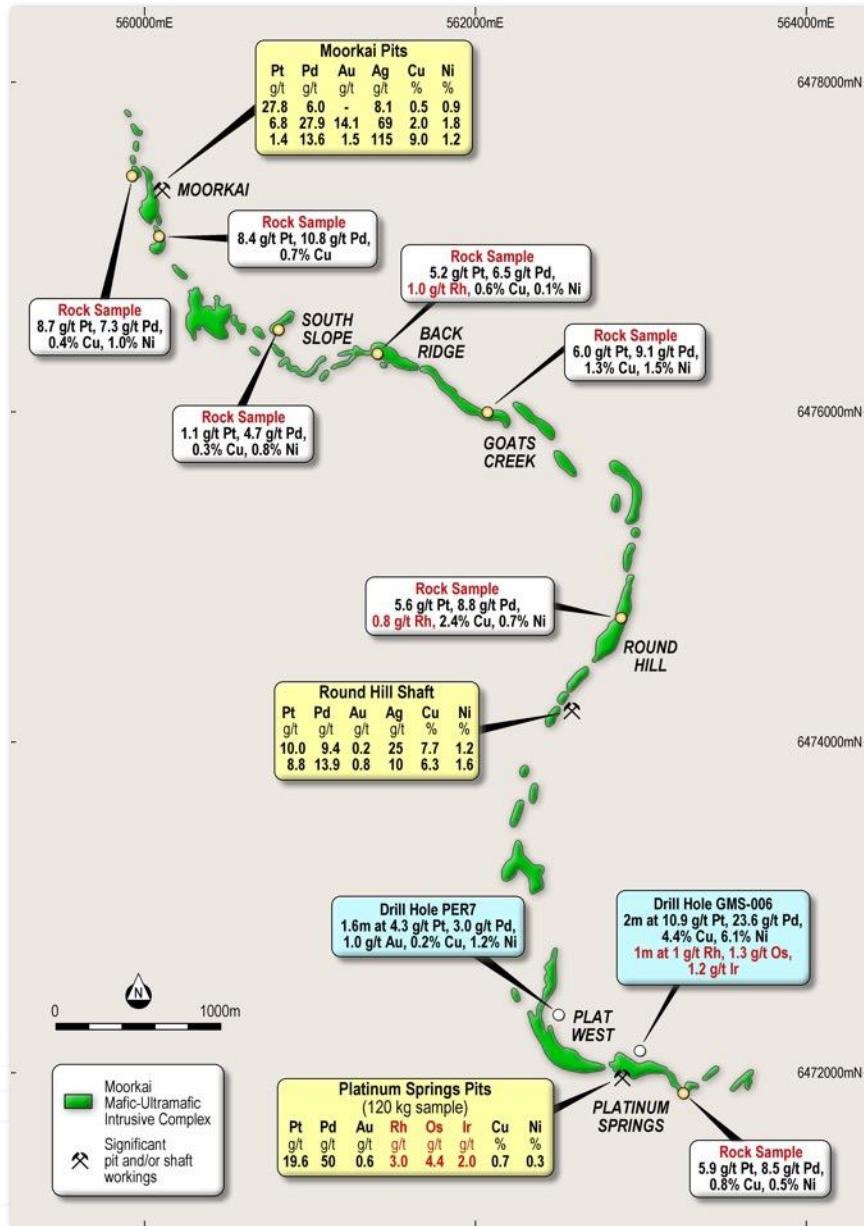 560000mE
562000mE
564000mE
Moorkai Pits
Pt Pd Au Ag Cu Ni
g/t g/t g/t g/t % %
27.8 6.0 - 8.1 0.5 0.9
6.8 27.9 14.1 69 2.0 1.8
1.4 13.6 1.5 115 9.0 1.2
6478000mN
MOORKAI
Rock Sample
8.4 g/t Pt, 10.8 g/t Pd,
0.7% Cu
Rock Sample
8.7 g/t Pt, 7.3 g/t Pd,
0.4% Cu, 1.0% Ni
SOUTH
SLOPE
Rock Sample
5.2 g/t Pt, 6.5 g/t Pd,
1.0 g/t Rh, 0.6% Cu, 0.1% Ni
BACK
RIDGE
Rock Sample
6.0 g/t Pt, 9.1 g/t Pd,
1.3% Cu, 1.5% Ni
6476000mN
Rock Sample
1.1 g/t Pt, 4.7 g/t Pd,
0.3% Cu, 0.8% Ni
GOATS
CREEK
Rock Sample
5.6 g/t Pt, 8.8 g/t Pd,
0.8 g/t Rh, 2.4% Cu, 0.7% Ni
ROUND
HILL
Round Hill Shaft
Pt Pd Au Ag Cu Ni
g/t g/t g/t g/t % %
10.0 9.4 0.2 25 7.7 1.2
8.8 13.9 0.8 10 6.3 1.6
6474000mN
Drill Hole PER7
1.6m at 4.3 g/t Pt, 3.0 g/t Pd,
1.0 g/t Au, 0.2% Cu, 1.2% Ni
Drill Hole GMS-006
2m at 10.9 g/t Pt, 23.6 g/t Pd,
4.4% Cu, 6.1% Ni
1m at 1 g/t Rh, 1.3 g/t Os,
1.2 g/t Ir
N
0 1000m
PLAT
WEST
6472000mN
Moorkai
Mafic-Ultramafic
Intrusive Complex
Significant
pit and/or shaft
workings
Platinum Springs Pits
(120 kg sample)
Pt Pd Au Rh Os Ir Cu Ni
g/t g/t g/t g/t g/t g/t % %
19.6 50 0.6 3.0 4.4 2.0 0.7 0.3
PLATINUM
SPRINGS
Rock Sample
5.9 g/t Pt, 8.5 g/t Pd,
0.8% Cu, 0.5% Ni